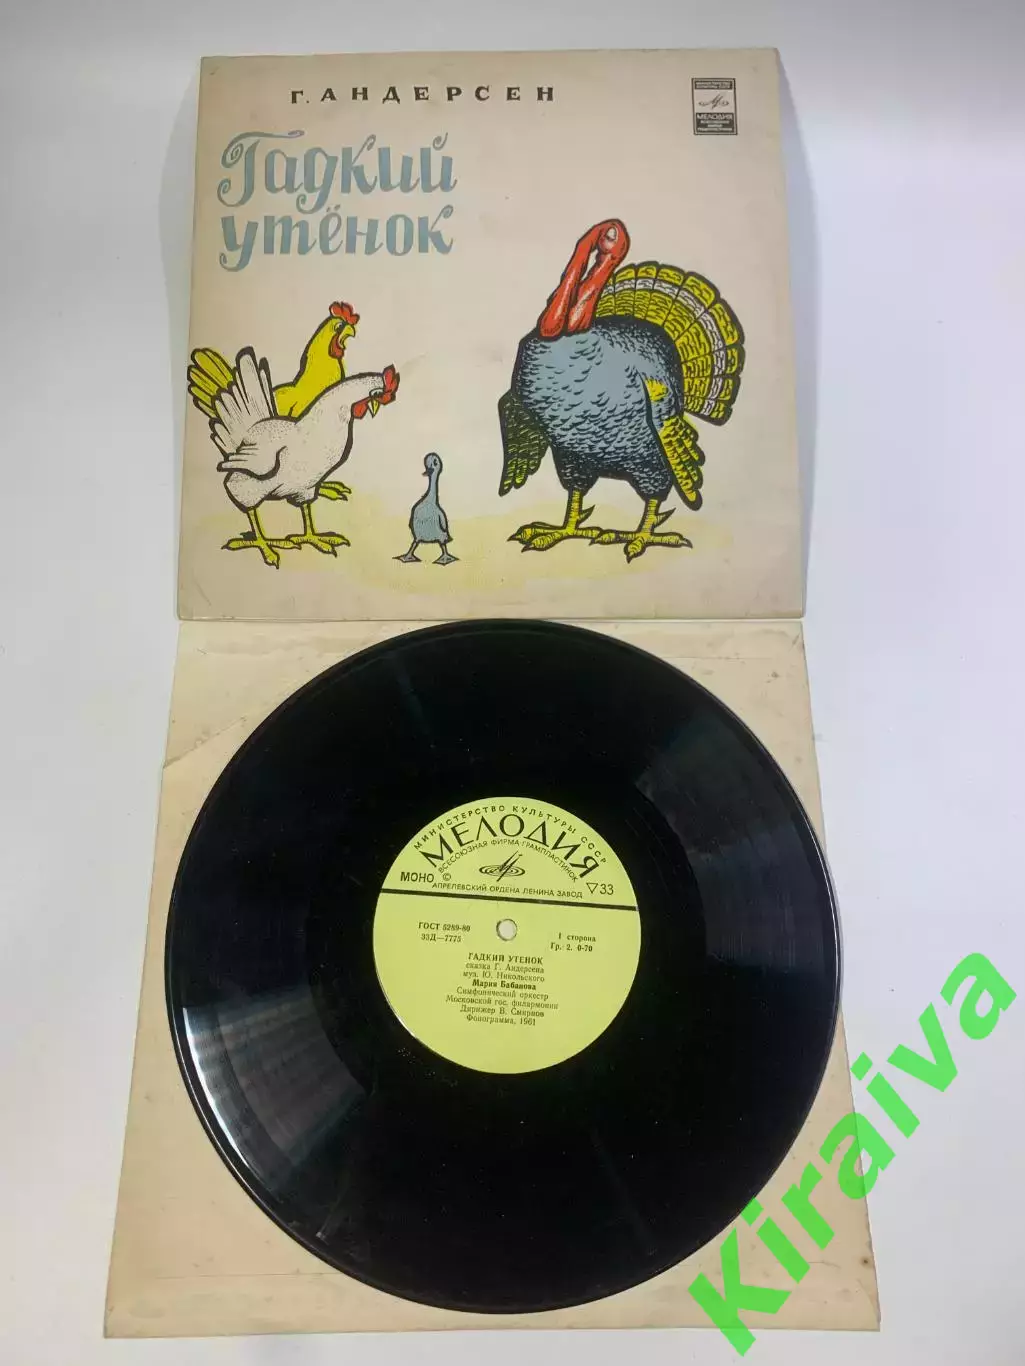 Г. АНДЕРСЕН
МЕЛОДИЯ
Гадкий
утёнок
МИНИСТЕРСТВО КУЛЬТУРЫ СССР
МЕЛОДИЯ
ВСЕСОЮЗНАЯ ФИРМА ГРАМПЛАСТИНОК
МОНО ©
АПРЕЛЕВСКИЙ ОРДЕНА ЛЕНИНА ЗАВОД
▽33
ГОСТ 5289-80
33Д—7775
1 сторона
Гр. 2. 0-70
ГАДКИЙ УТЕНОК
сказка Г. Андерсена
муз. Ю. Никольского
Мария Бабанова
Симфонический оркестр
Московской гос. филармонии
Дирижер В. Смирнов
Фонограмма, 1961
Kiraiva